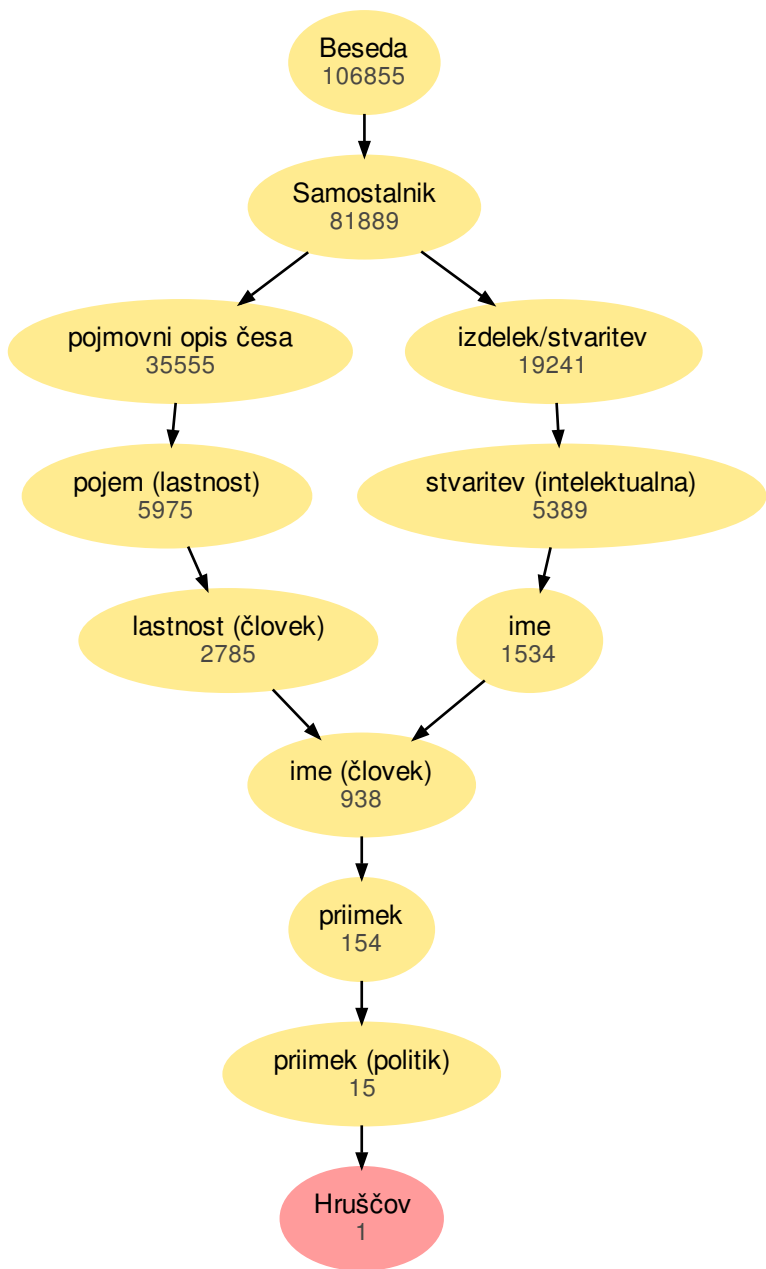 Beseda
106855
Samostalnik
81889
pojmovni opis česa
35555
izdelek/stvaritev
19241
pojem (lastnost)
5975
stvaritev (intelektualna)
5389
lastnost (človek)
2785
ime
1534
ime (človek)
938
priimek
154
priimek (politik)
15
Hruščov
1